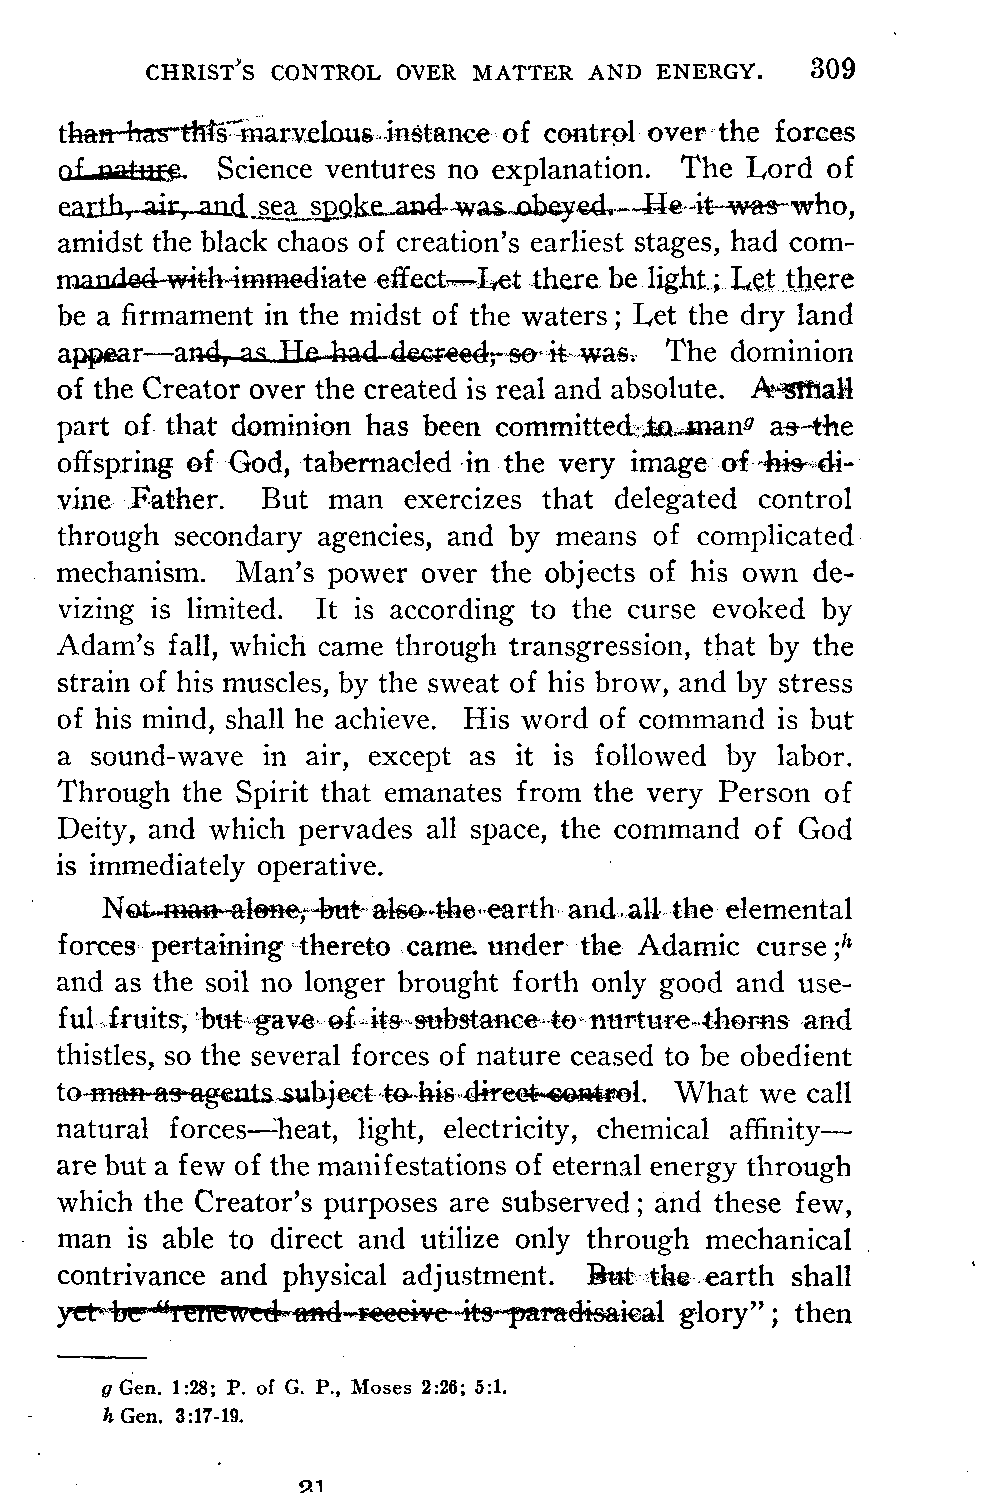 CHRIST'S CONTROL OVER MATTER AND ENERGY. 309
than has this marvelous instance of control over the forces
of nature. Science ventures no explanation. The Lord of
earth, air, and sea spoke and was obeyed. He it was who,
amidst the black chaos of creation's earliest stages, had com-
manded with immediate effect—Let there be light; Let there
be a firmament in the midst of the waters; Let the dry land
appear—and, as He had decreed, so it was. The dominion
of the Creator over the created is real and absolute. A small
part of that dominion has been committed to man g as the
offspring of God, tabernacled in the very image of his di-
vine Father. But man exercizes that delegated control
through secondary agencies, and by means of complicated
mechanism. Man's power over the objects of his own de-
vizing is limited. It is according to the curse evoked by
Adam's fall, which came through transgression, that by the
strain of his muscles, by the sweat of his brow, and by stress
of his mind, shall he achieve. His word of command is but
a sound-wave in air, except as it is followed by labor.
Through the Spirit that emanates from the very Person of
Deity, and which pervades all space, the command of God
is immediately operative.
Not man alone, but also the earth and all the elemental
forces pertaining thereto came under the Adamic curse; h
and as the soil no longer brought forth only good and use-
ful fruits, but gave of its substance to nurture thorns and
thistles, so the several forces of nature ceased to be obedient
to man as agents subject to his direct control. What we call
natural forces—heat, light, electricity, chemical affinity—
are but a few of the manifestations of eternal energy through
which the Creator's purposes are subserved; and these few,
man is able to direct and utilize only through mechanical
contrivance and physical adjustment. But the earth shall
yet be "renewed and receive its paradisaical glory"; then
g Gen. 1:28; P. of G. P., Moses 2:26; 5:1.
h Gen. 3:17-19.
21